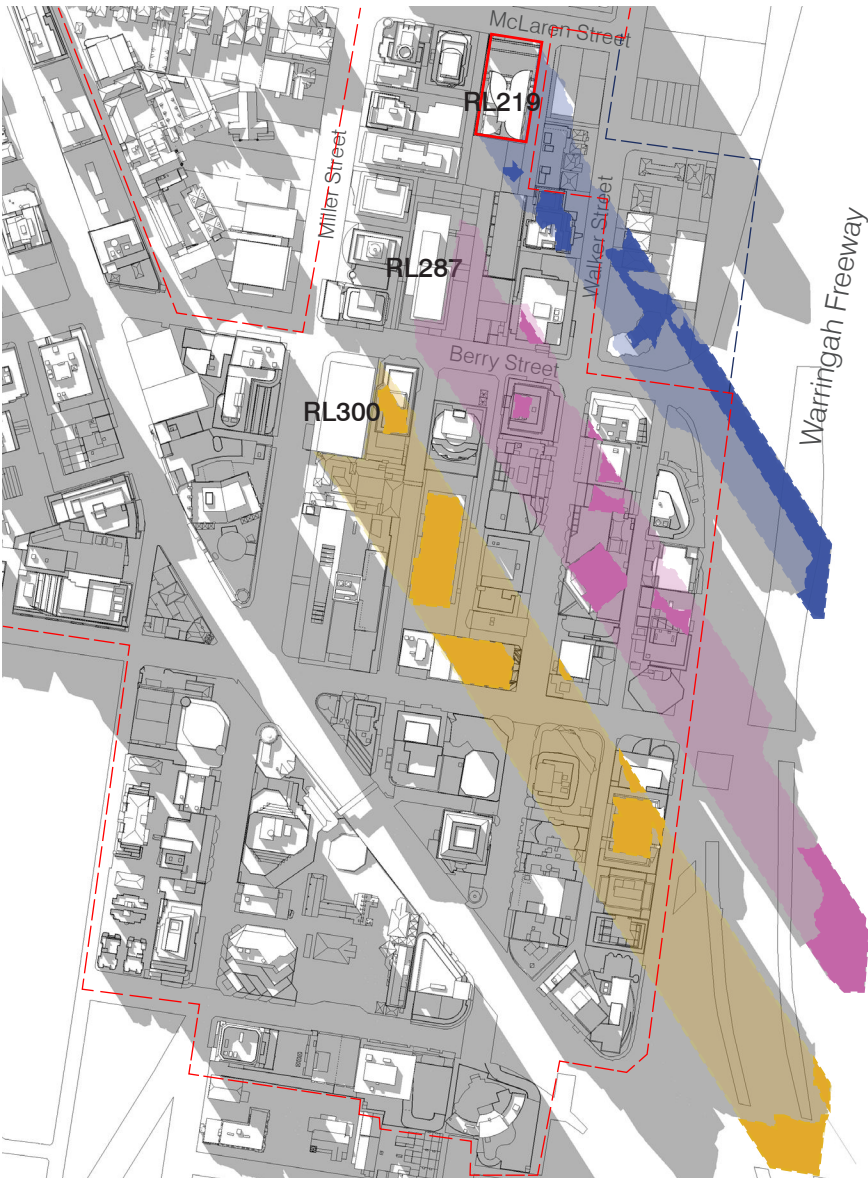 McLaren Street
RL219
Miller Street
Walker Street
RL287
Warringah Freeway
Berry Street
RL300